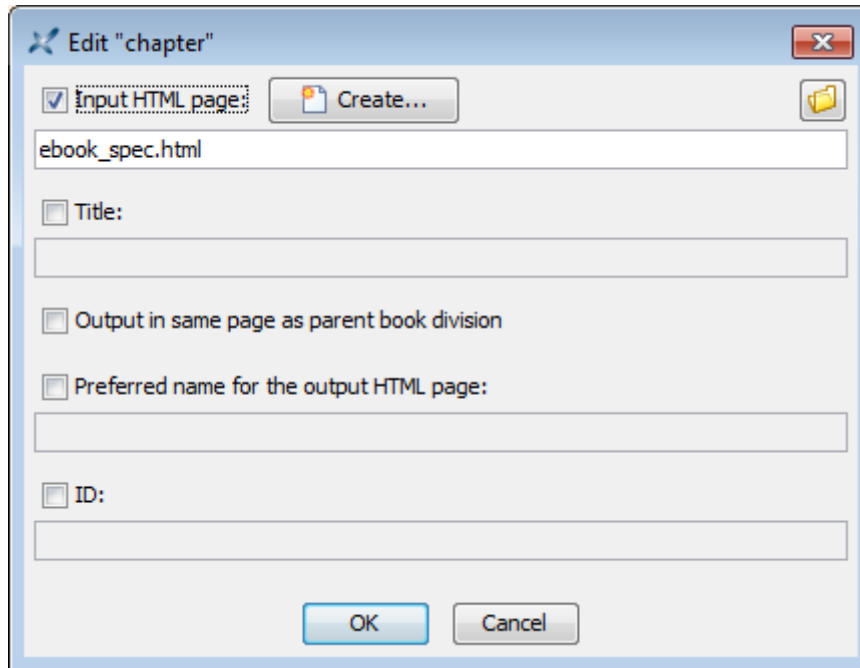 Edit "chapter"
Input HTML page: Create...
ebook_spec.html
Title:
Output in same page as parent book division
Preferred name for the output HTML page:
ID:
OK Cancel